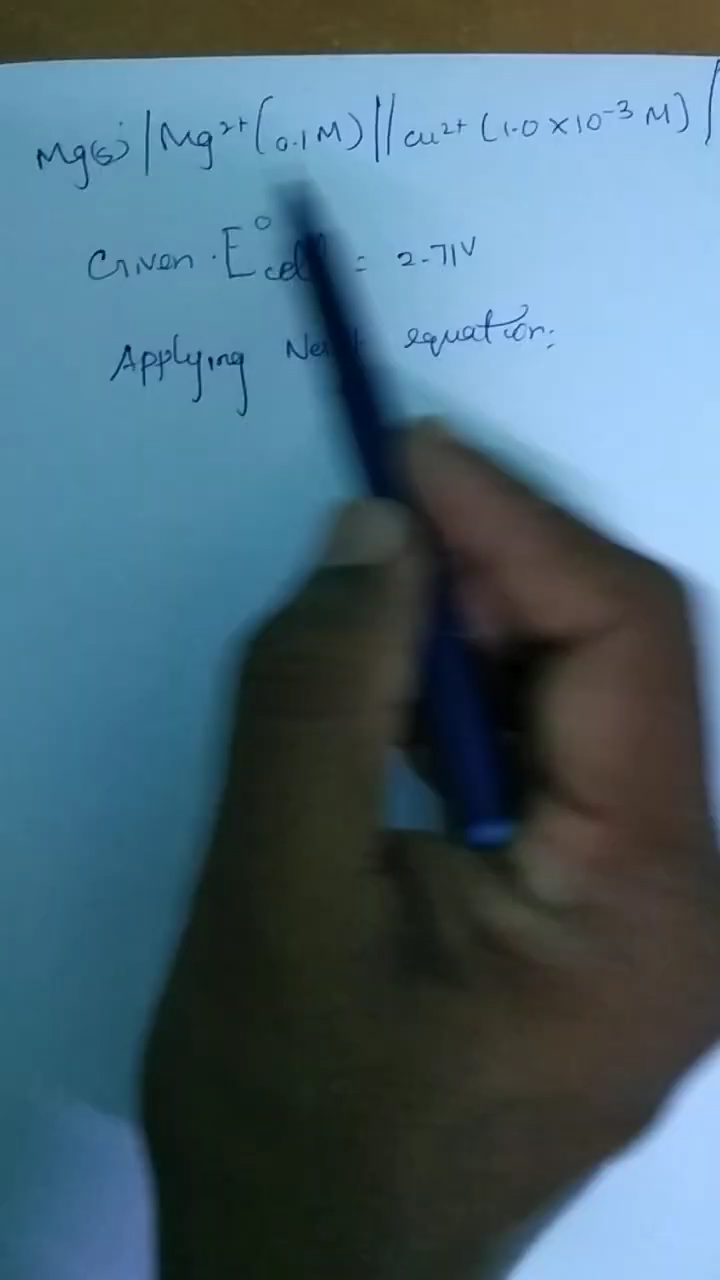 Mg(s) | Mg²⁺ (0.1 M) || Cu²⁺ (1.0 × 10⁻³ M) |
Given. E°cell = 2.71V
Applying equation: